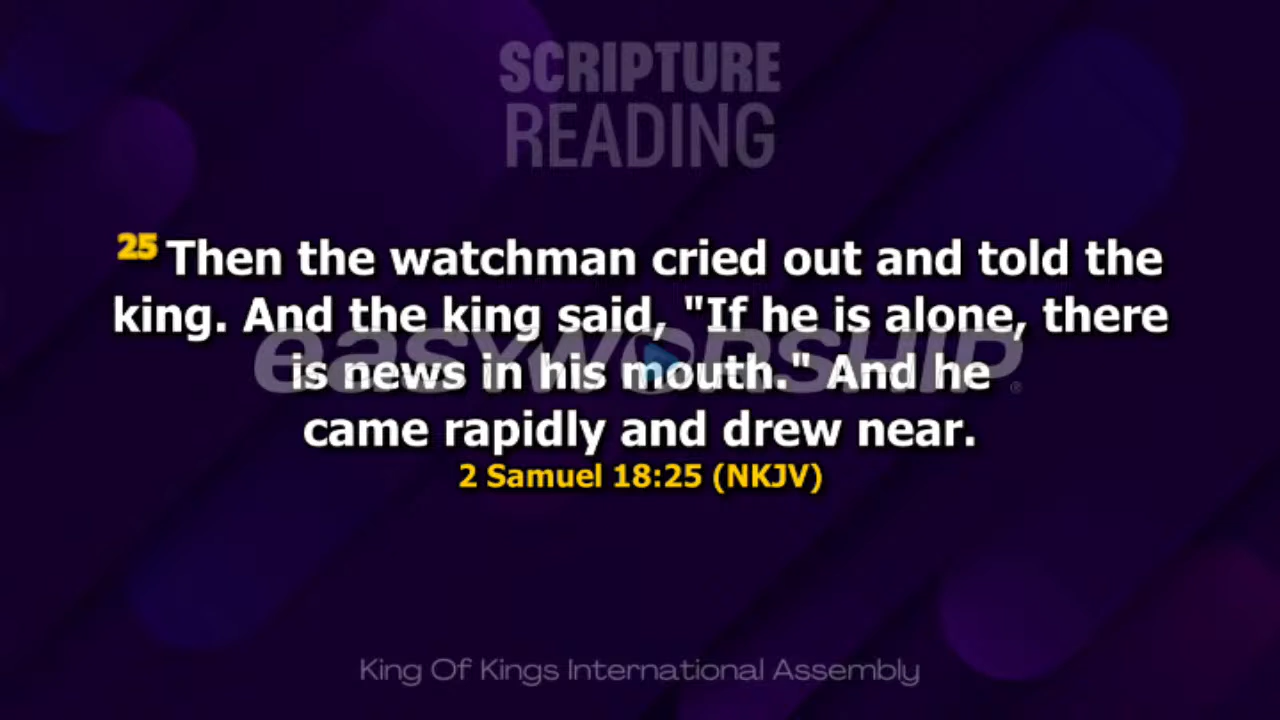 SCRIPTURE
READING
25 Then the watchman cried out and told the
king. And the king said, "If he is alone, there
is news in his mouth." And he
came rapidly and drew near.
2 Samuel 18:25 (NKJV)
easyworship®
King Of Kings International Assembly